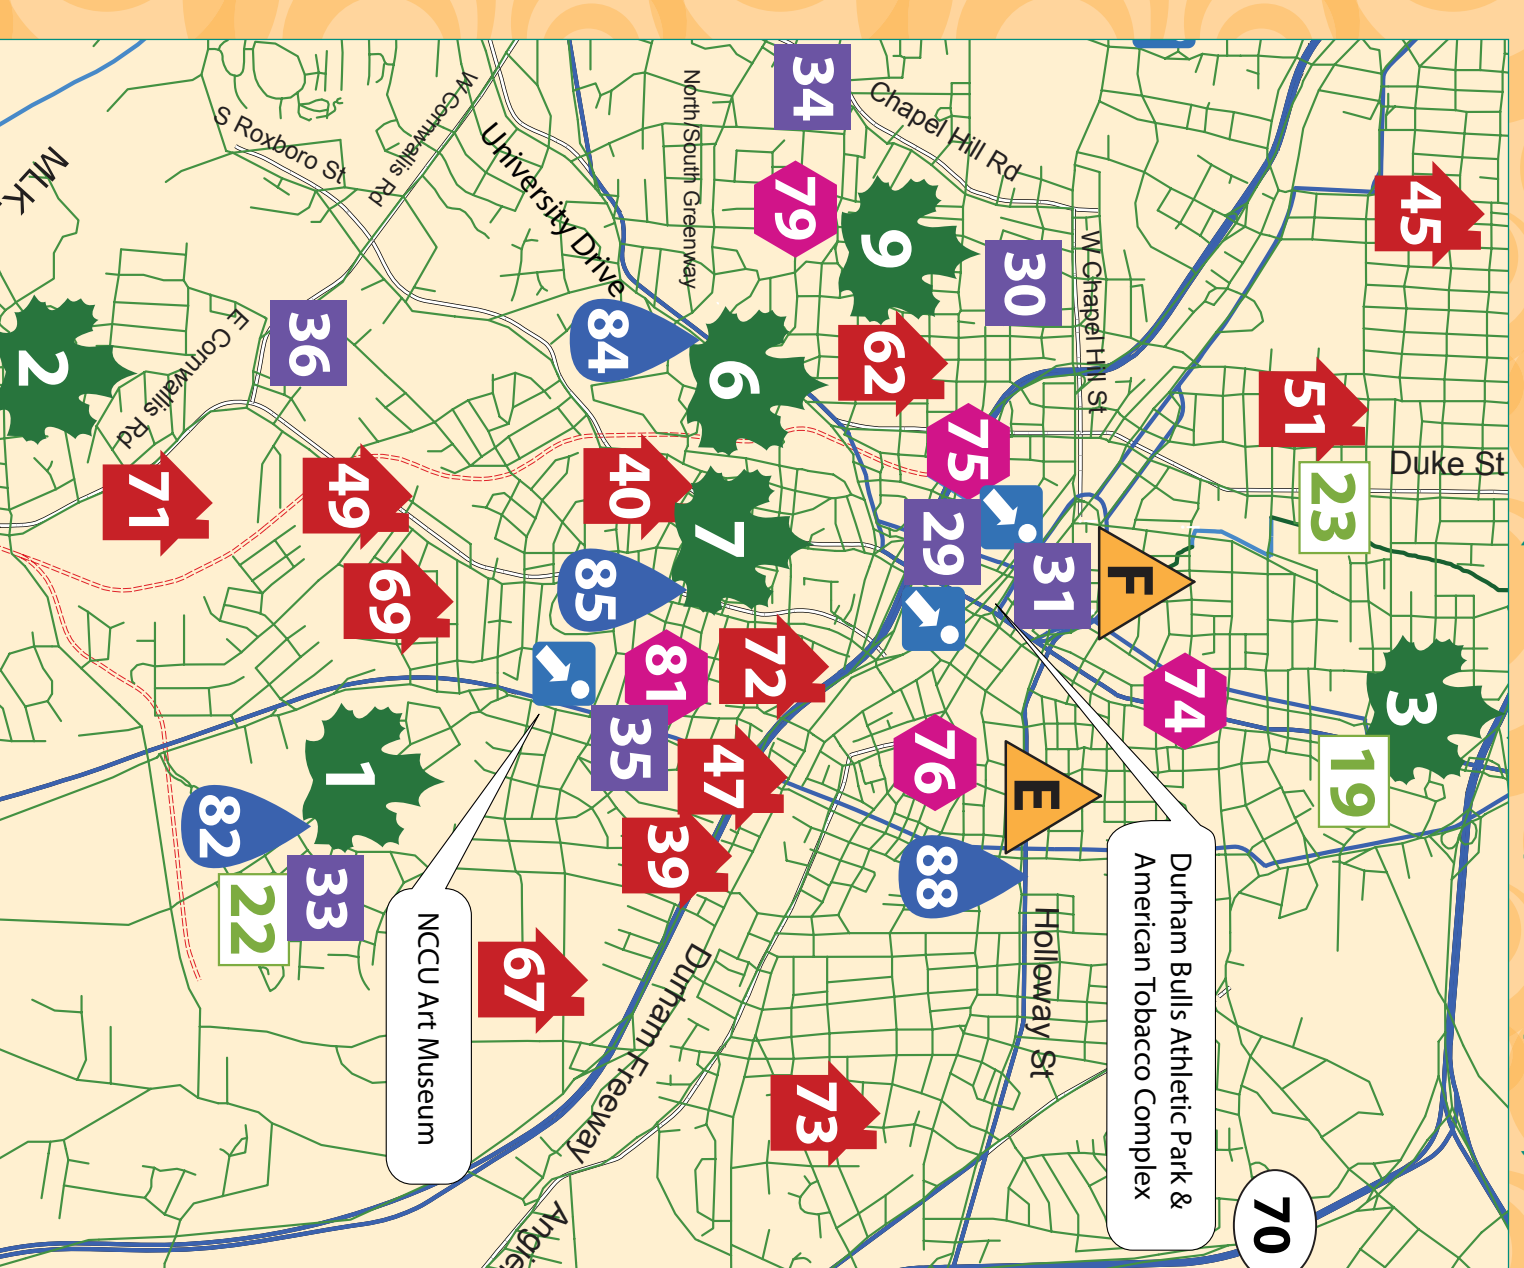 45
51
Duke St
23
3
19
34
Chapel Hill Rd
W Chapel Hill St
30
79
9
62
75
29
31
F
74
76
E
88
Holloway St
Durham Bulls Athletic Park &
American Tobacco Complex
70
North/South Greenway
University Drive
84
6
40
7
85
81
72
35
47
39
67
73
Durham Freeway
W Cornwallis Rd
S Roxboro St
36
E Cornwallis Rd
MLK
2
71
49
69
1
82
33
22
NCCU Art Museum